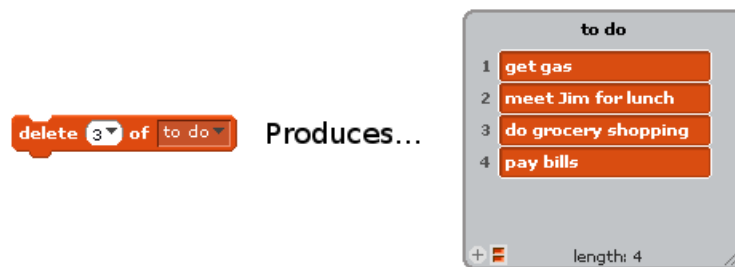 delete 3 of to do
Produces...
to do
1 get gas
2 meet Jim for lunch
3 do grocery shopping
4 pay bills
+ length: 4